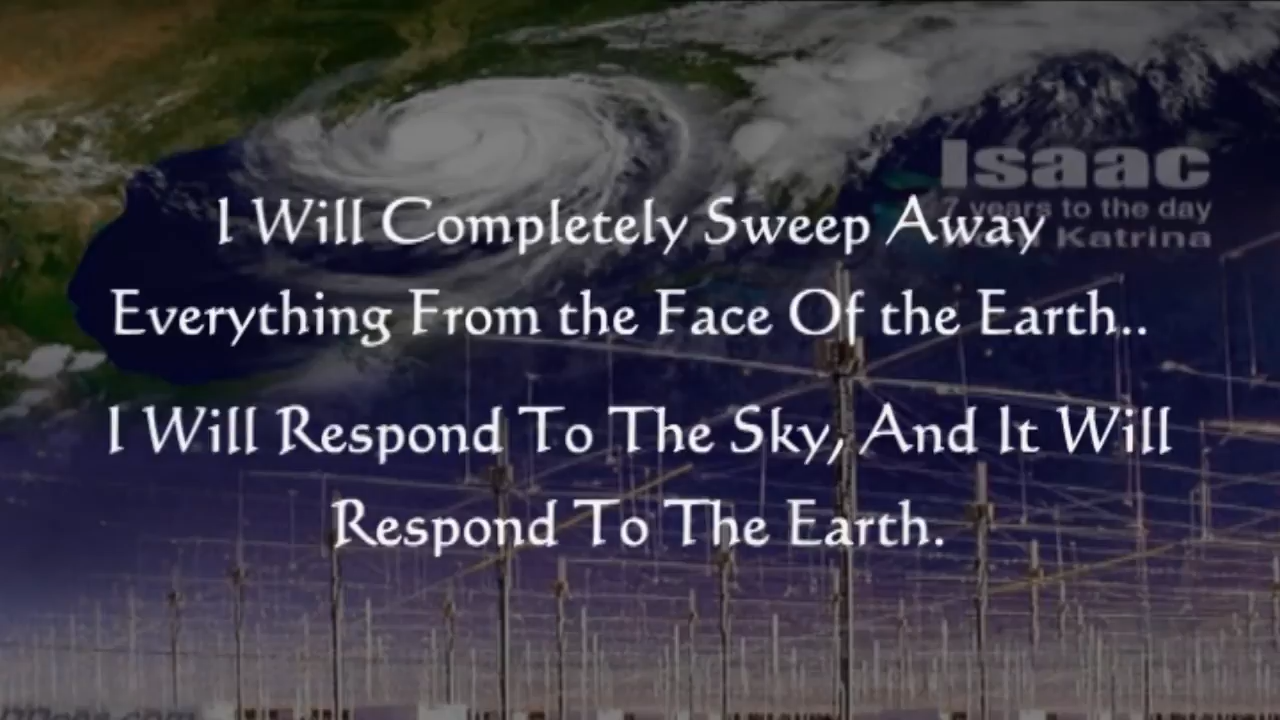 Isaac
7 years to the day
Katrina
I Will Completely Sweep Away
Everything From the Face Of the Earth..
I Will Respond To The Sky, And It Will
Respond To The Earth.